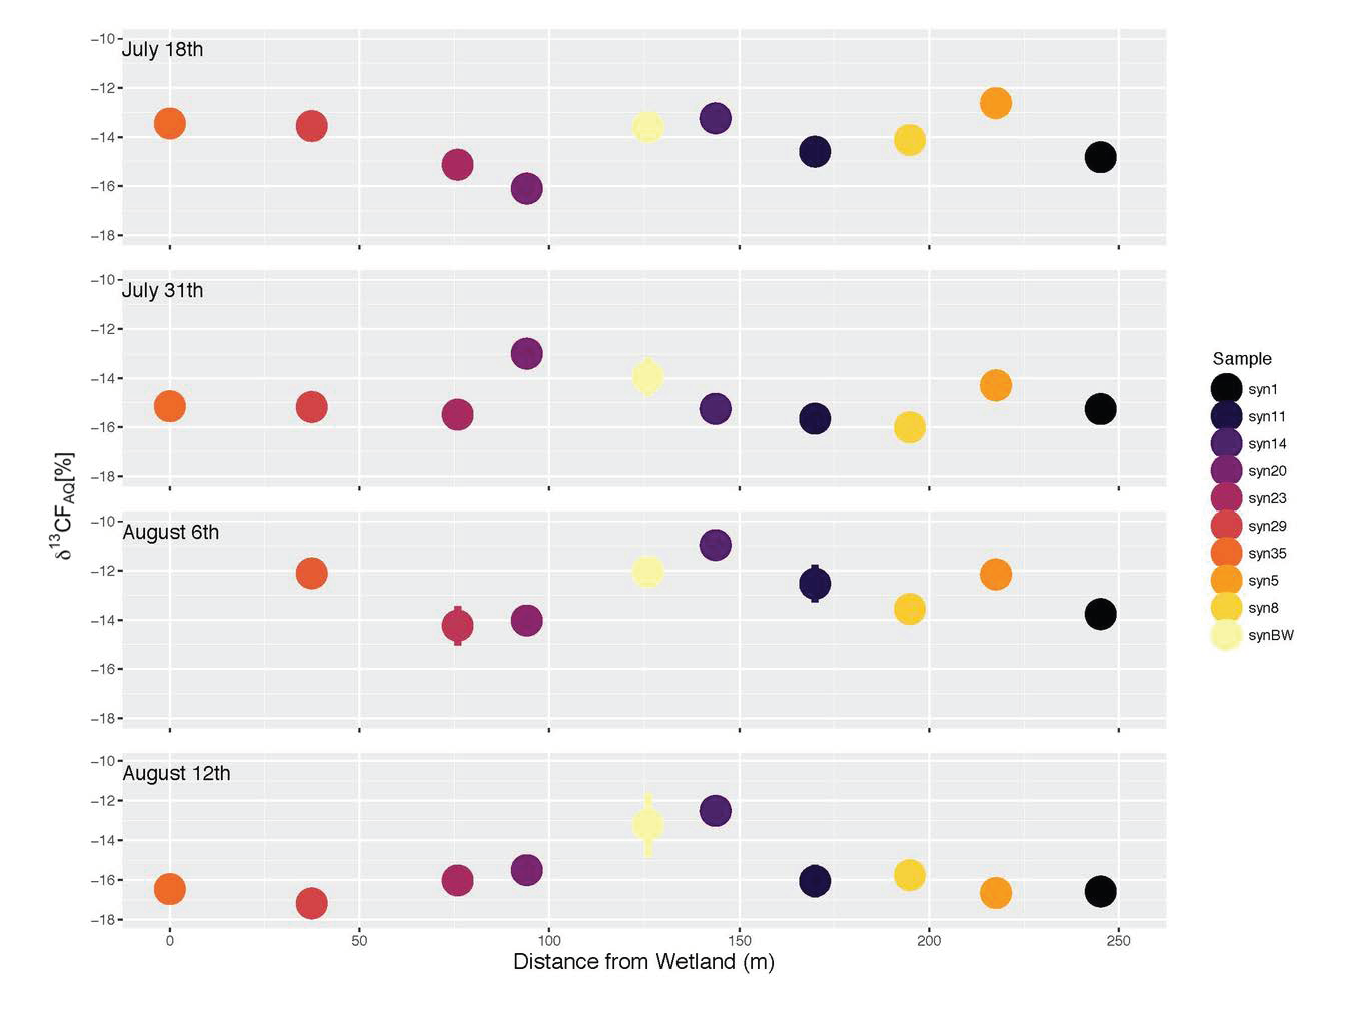 July 18th
−10
−12
−14
−16
−18
July 31th
−10
−12
−14
−16
−18
August 6th
−10
−12
−14
−16
−18
August 12th
−10
−12
−14
−16
−18
0 50 100 150 200 250
Distance from Wetland (m)
δ¹³CF_AQ[%]
Sample
syn1
syn11
syn14
syn20
syn23
syn29
syn35
syn5
syn8
synBW